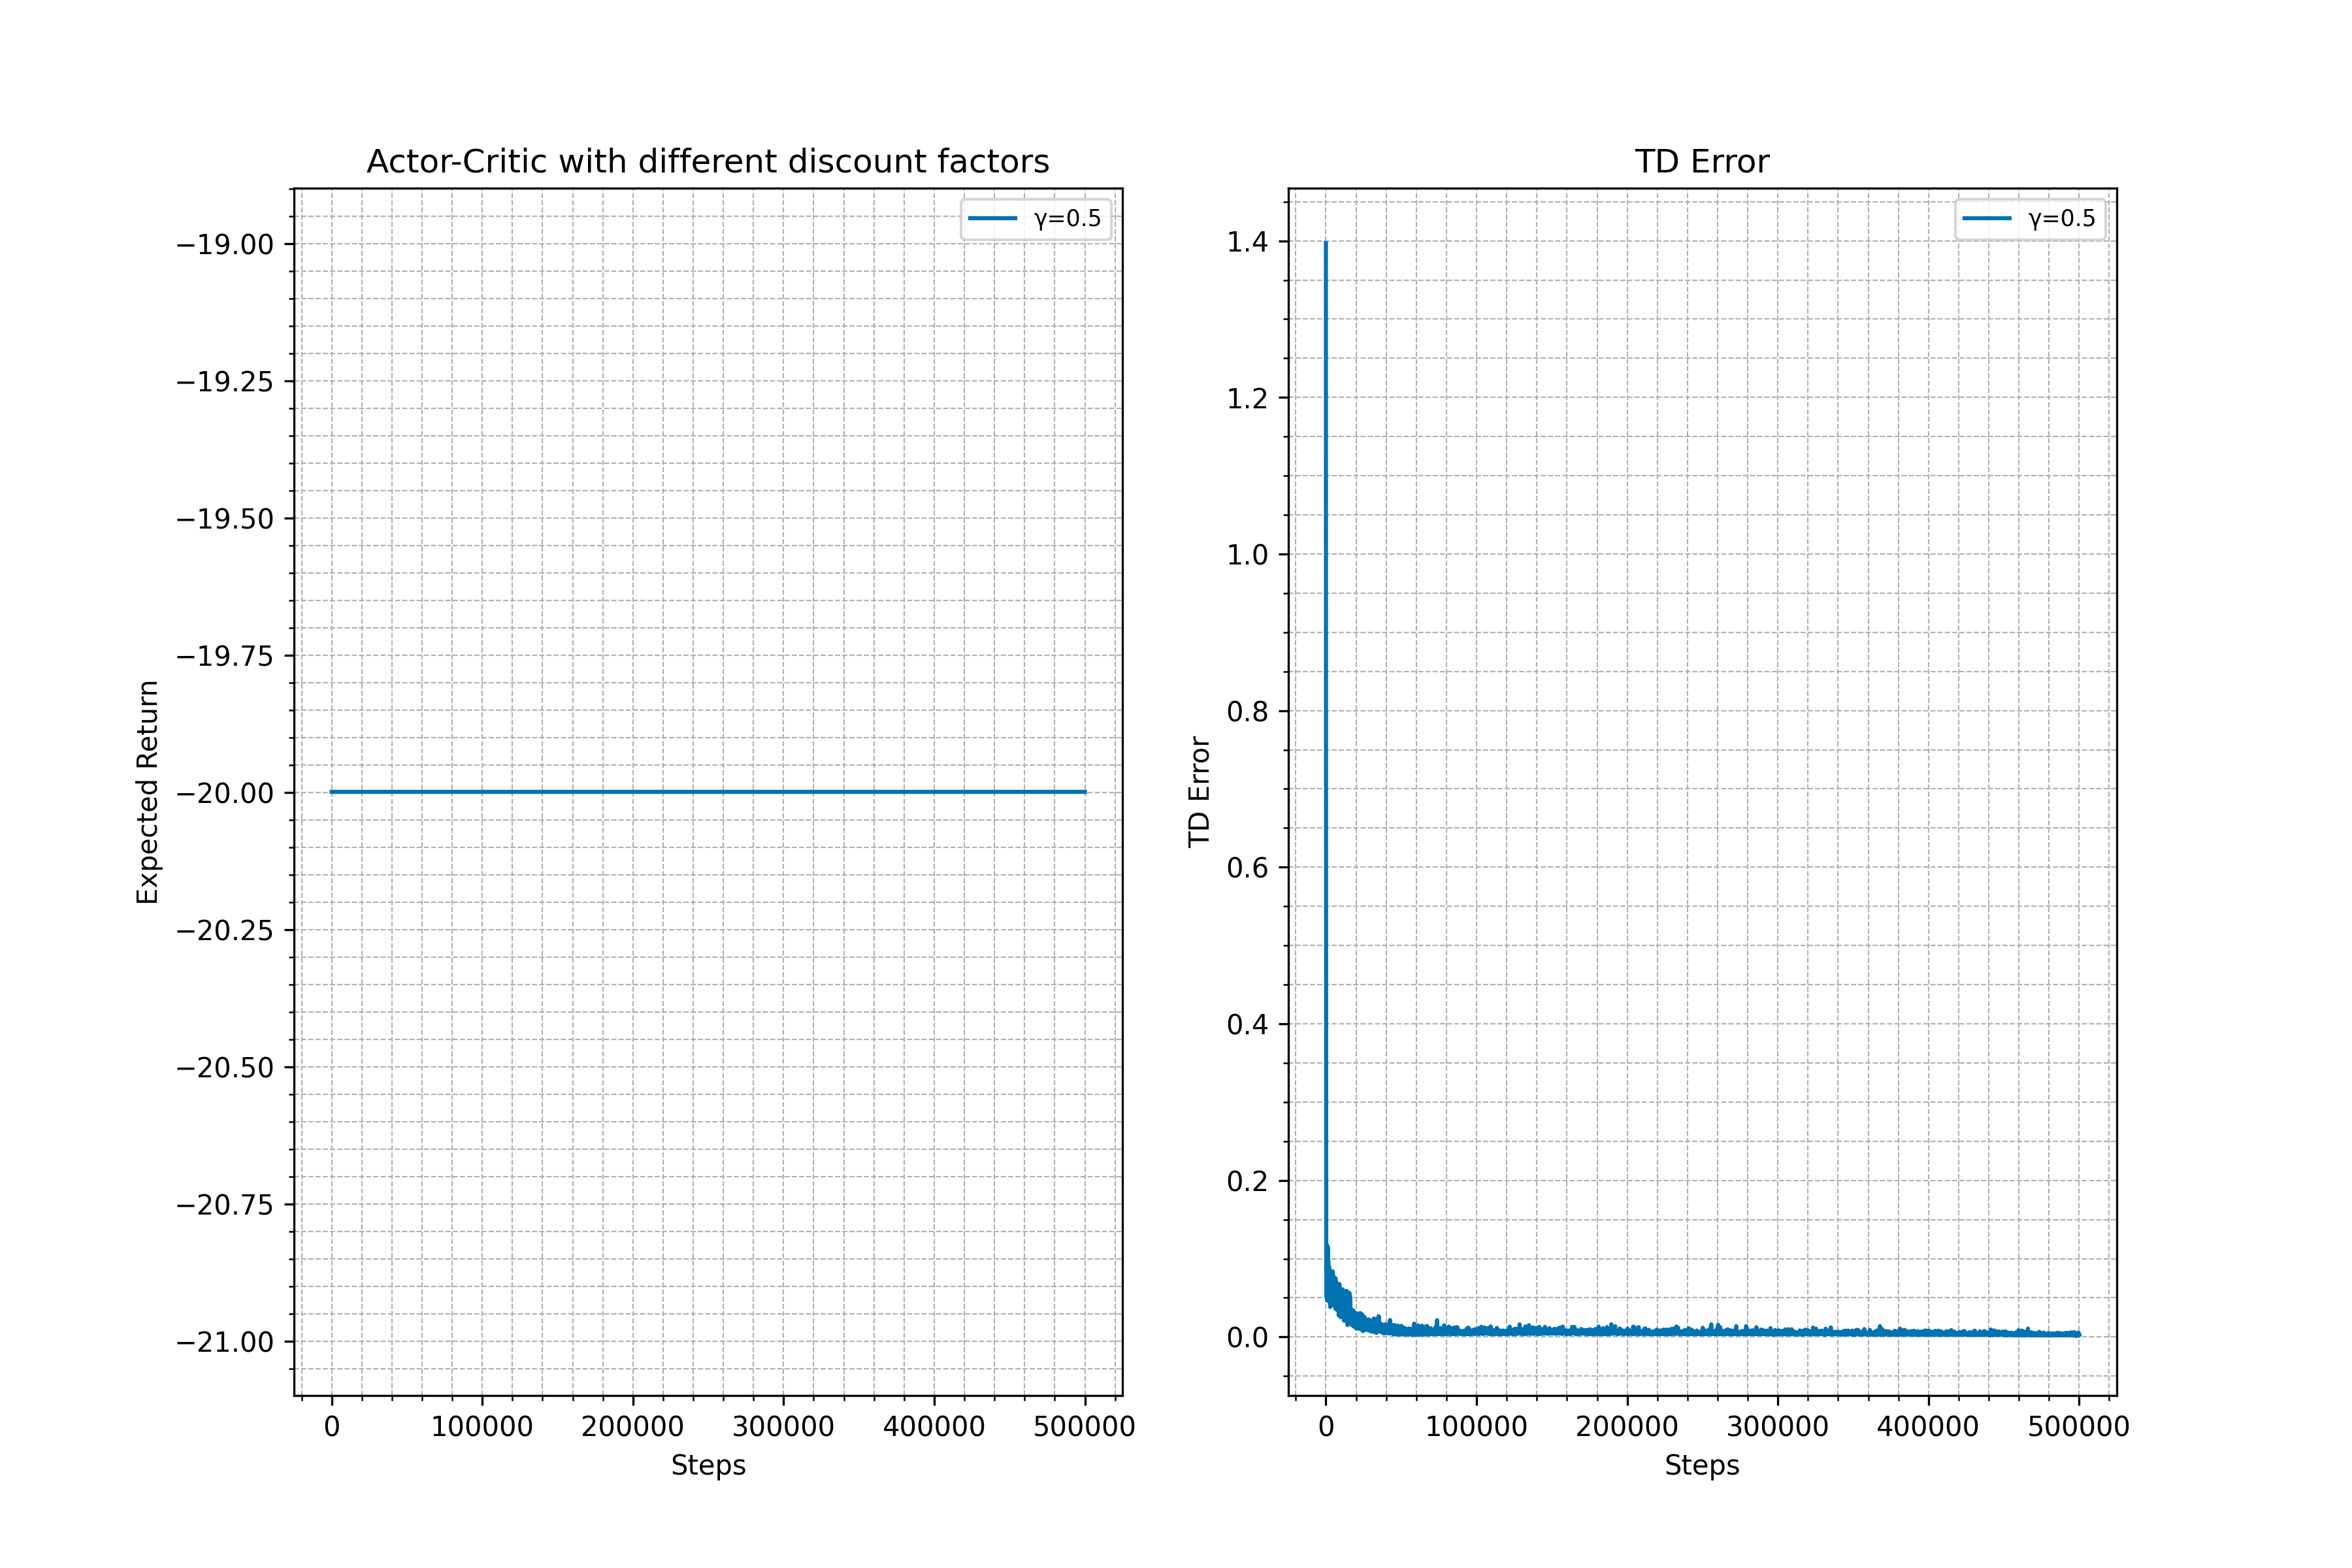 Actor-Critic with different discount factors
γ=0.5
−19.00
−19.25
−19.50
−19.75
−20.00
−20.25
−20.50
−20.75
−21.00
Expected Return
0 100000 200000 300000 400000 500000
Steps
TD Error
γ=0.5
1.4
1.2
1.0
0.8
0.6
0.4
0.2
0.0
TD Error
0 100000 200000 300000 400000 500000
Steps